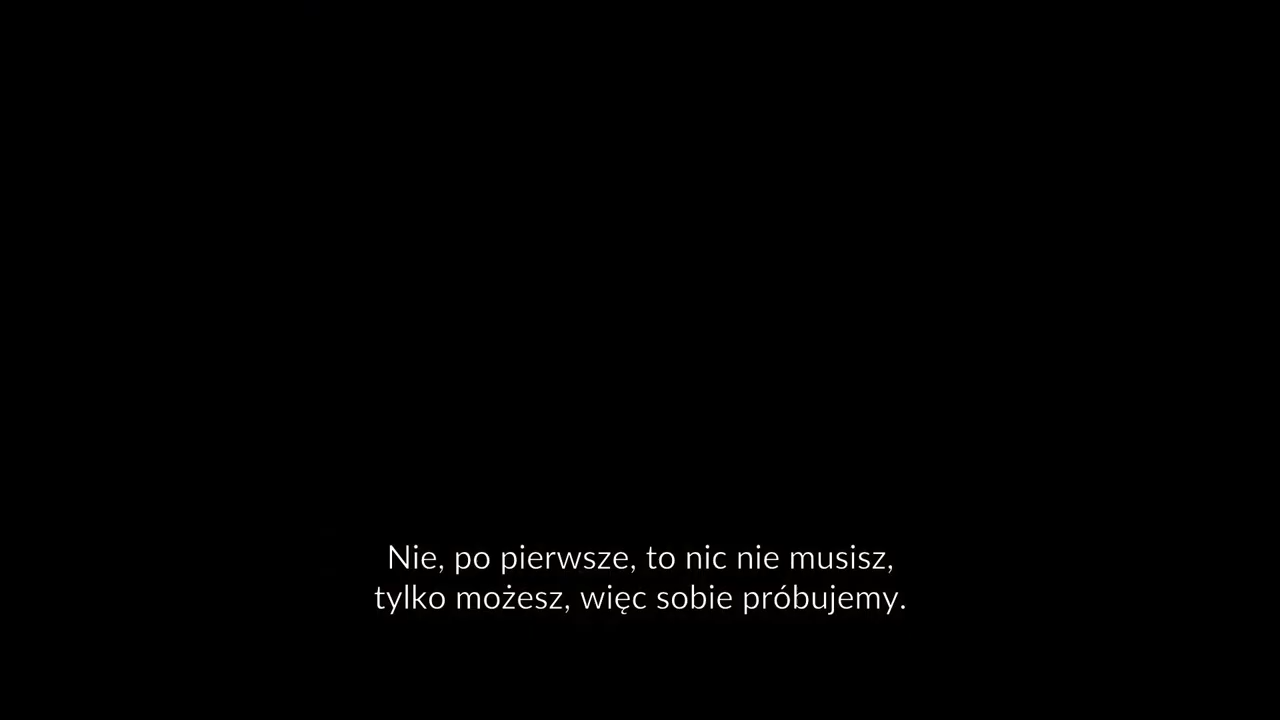 Nie, po pierwsze, to nic nie musisz,
tylko możesz, więc sobie próbujemy.